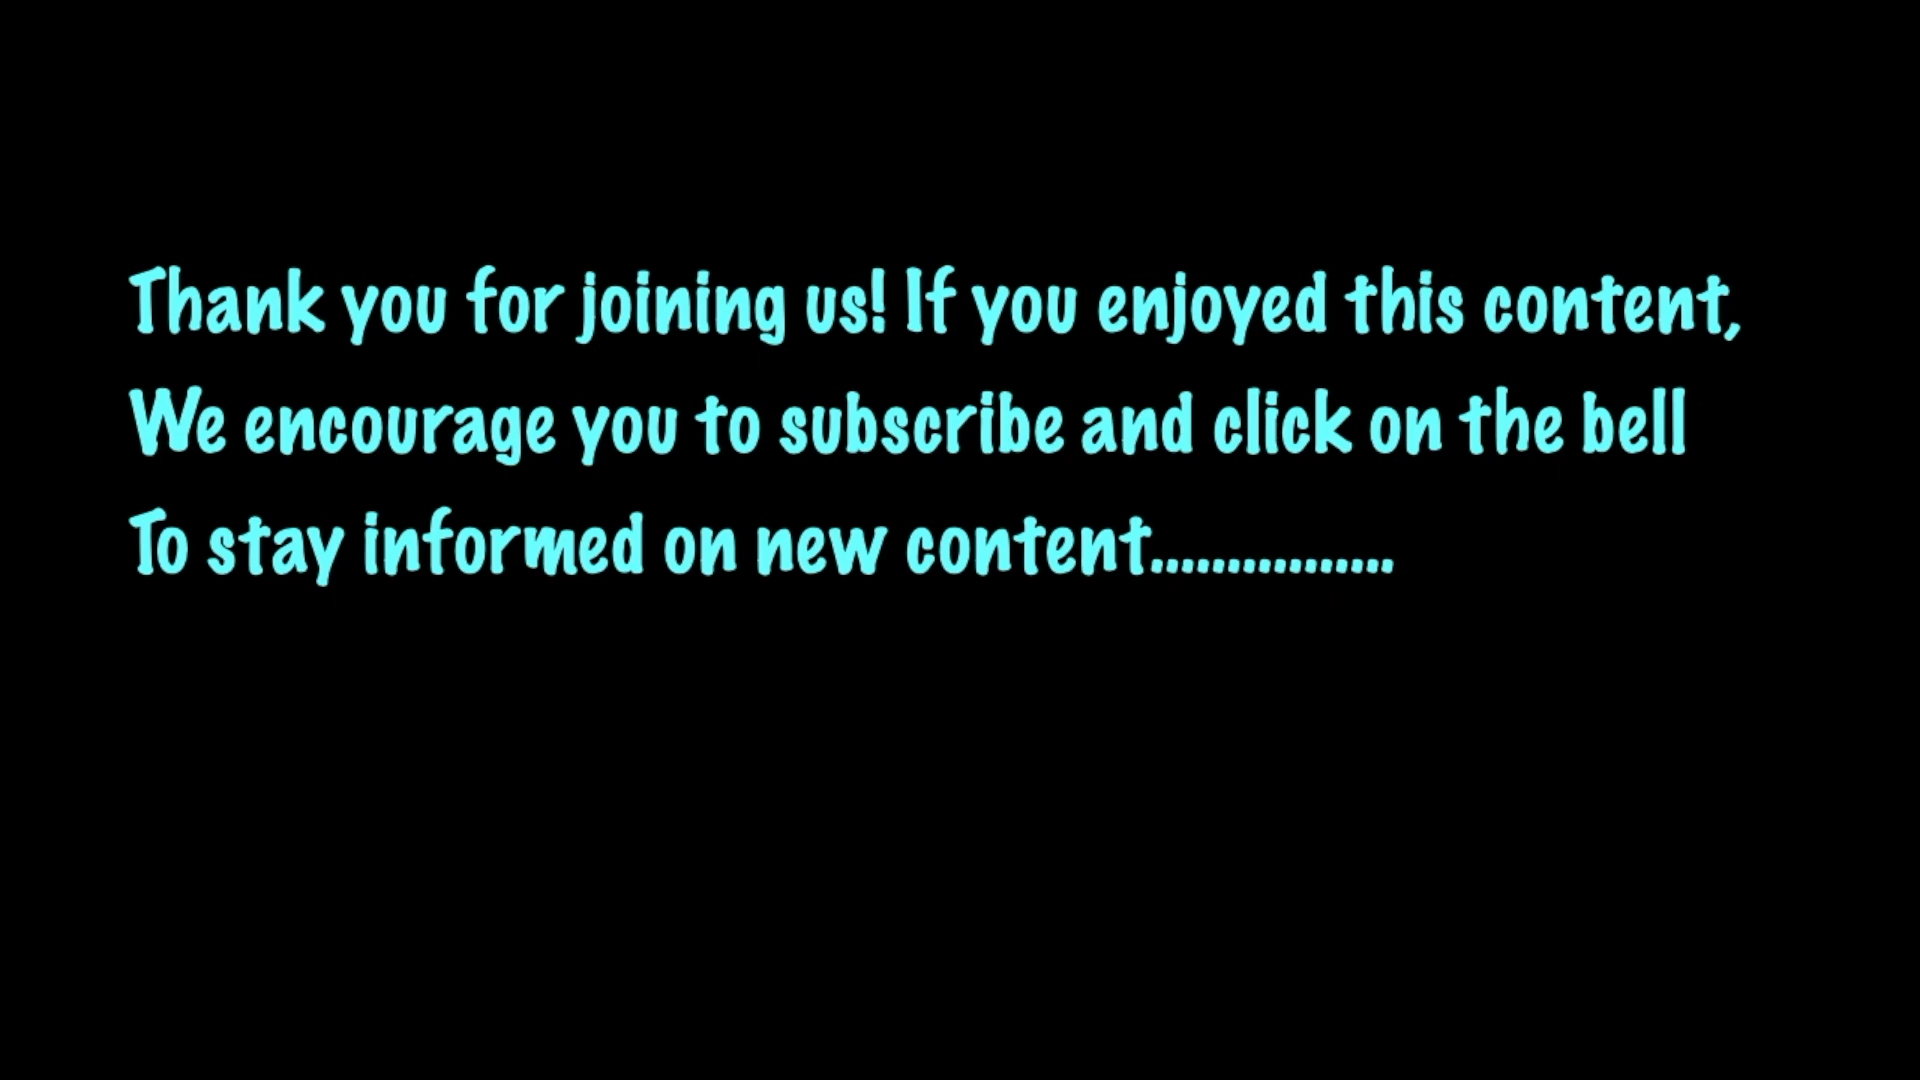 Thank you for joining us! If you enjoyed this content,
We encourage you to subscribe and click on the bell
To stay informed on new content................